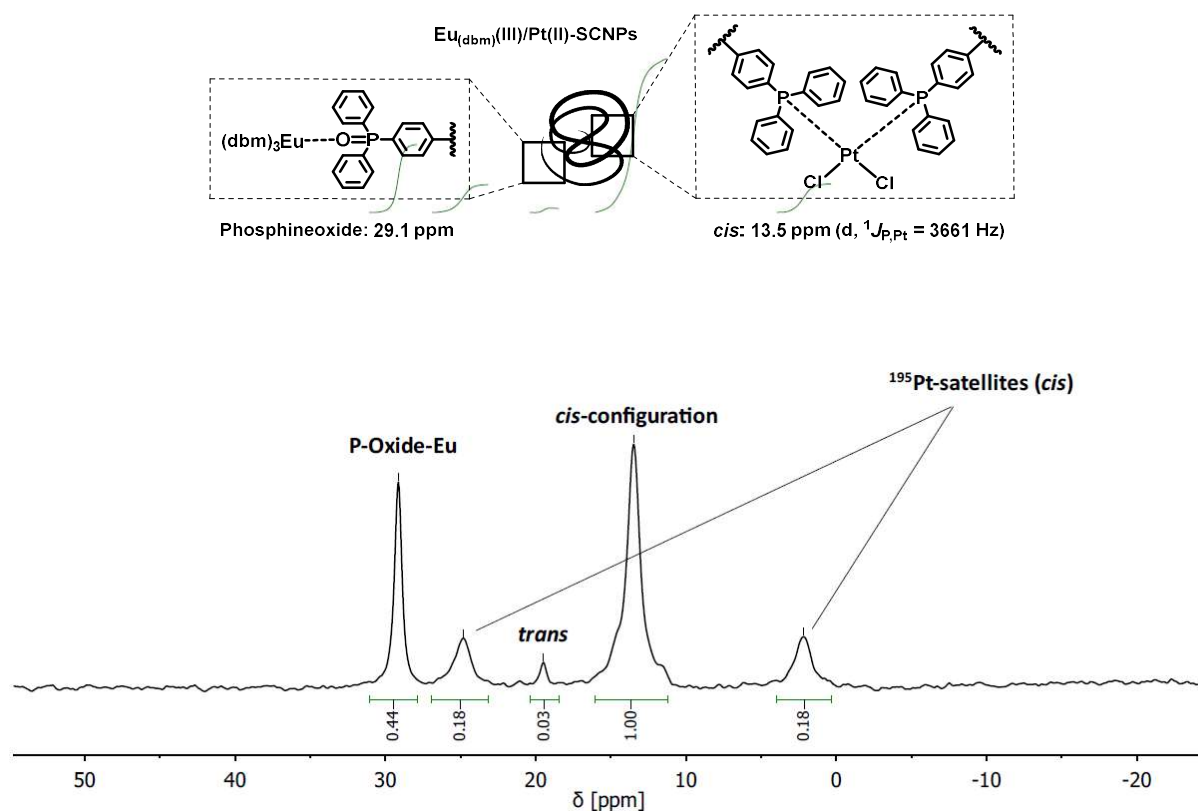 Eu(dbm)(III)/Pt(II)-SCNPs
(dbm)3Eu
O
P
P
P
Pt
Cl
Cl
Phosphineoxide: 29.1 ppm
cis: 13.5 ppm (d, 1JP,Pt = 3661 Hz)
195Pt-satellites (cis)
cis-configuration
P-Oxide-Eu
trans
0.44
0.18
0.03
1.00
0.18
50
40
30
20
10
0
-10
-20
δ [ppm]